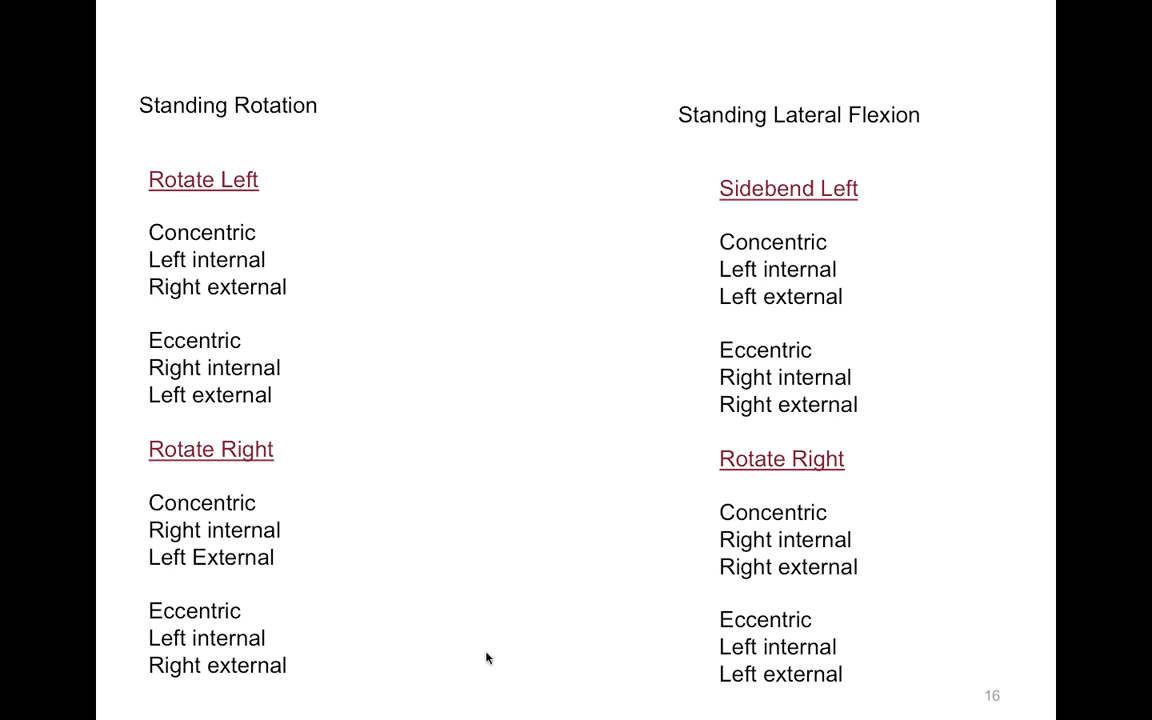 Standing Rotation
Rotate Left
Concentric
Left internal
Right external
Eccentric
Right internal
Left external
Rotate Right
Concentric
Right internal
Left External
Eccentric
Left internal
Right external
Standing Lateral Flexion
Sidebend Left
Concentric
Left internal
Left external
Eccentric
Right internal
Right external
Rotate Right
Concentric
Right internal
Right external
Eccentric
Left internal
Left external
16